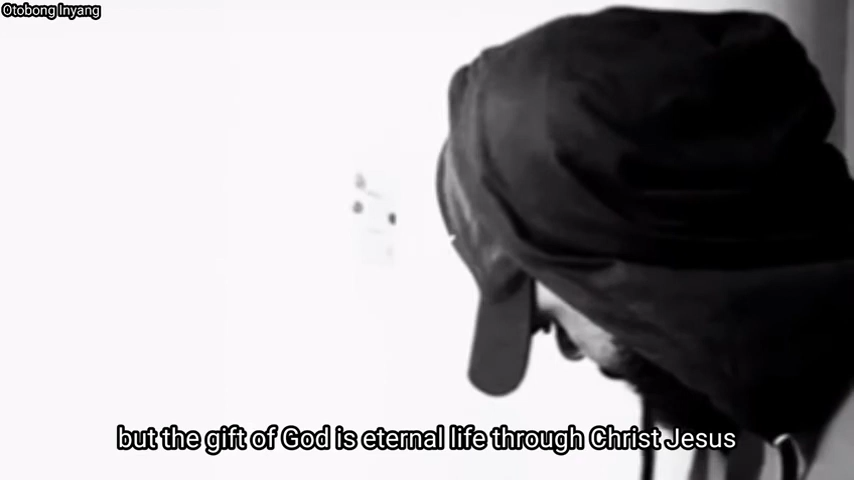 Otobong Inyang
but the gift of God is eternal life through Christ Jesus